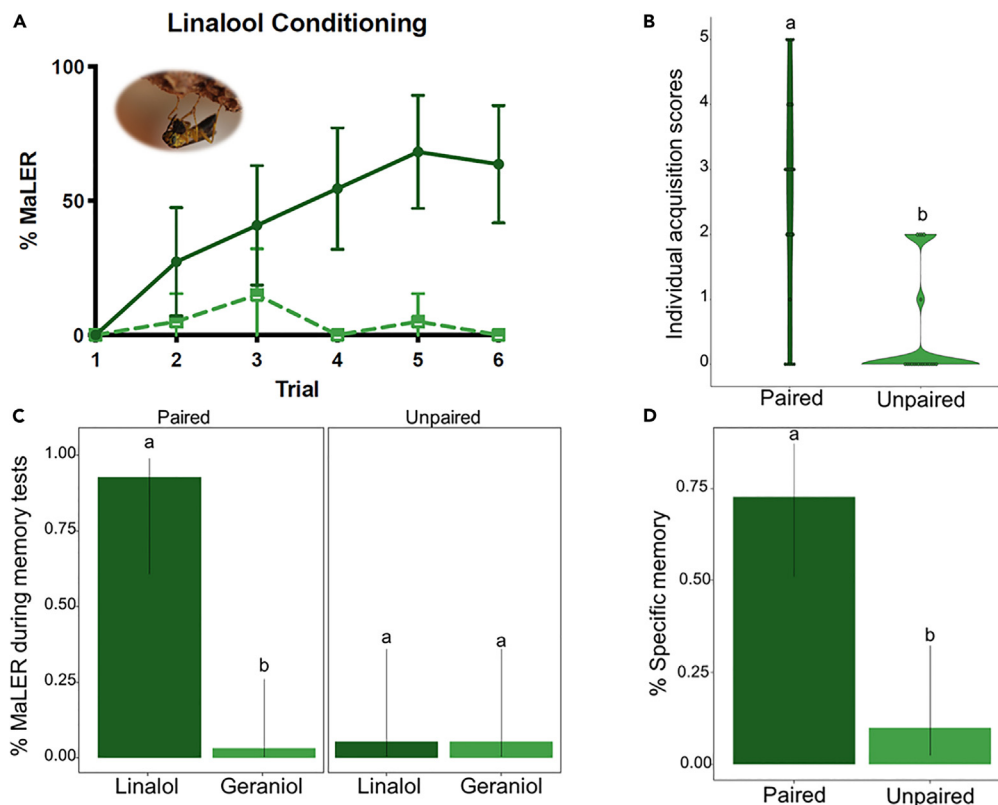 A
Linalool Conditioning
100
50
0
% MaLER
1 2 3 4 5 6
Trial
B
5
4
3
2
1
0
Individual acquisition scores
a
b
Paired Unpaired
C
Paired Unpaired
1.00
0.75
0.50
0.25
0.00
% MaLER during memory tests
a
b
a
a
Linalol Geraniol Linalol Geraniol
D
0.75
0.50
0.25
0.00
% Specific memory
a
b
Paired Unpaired